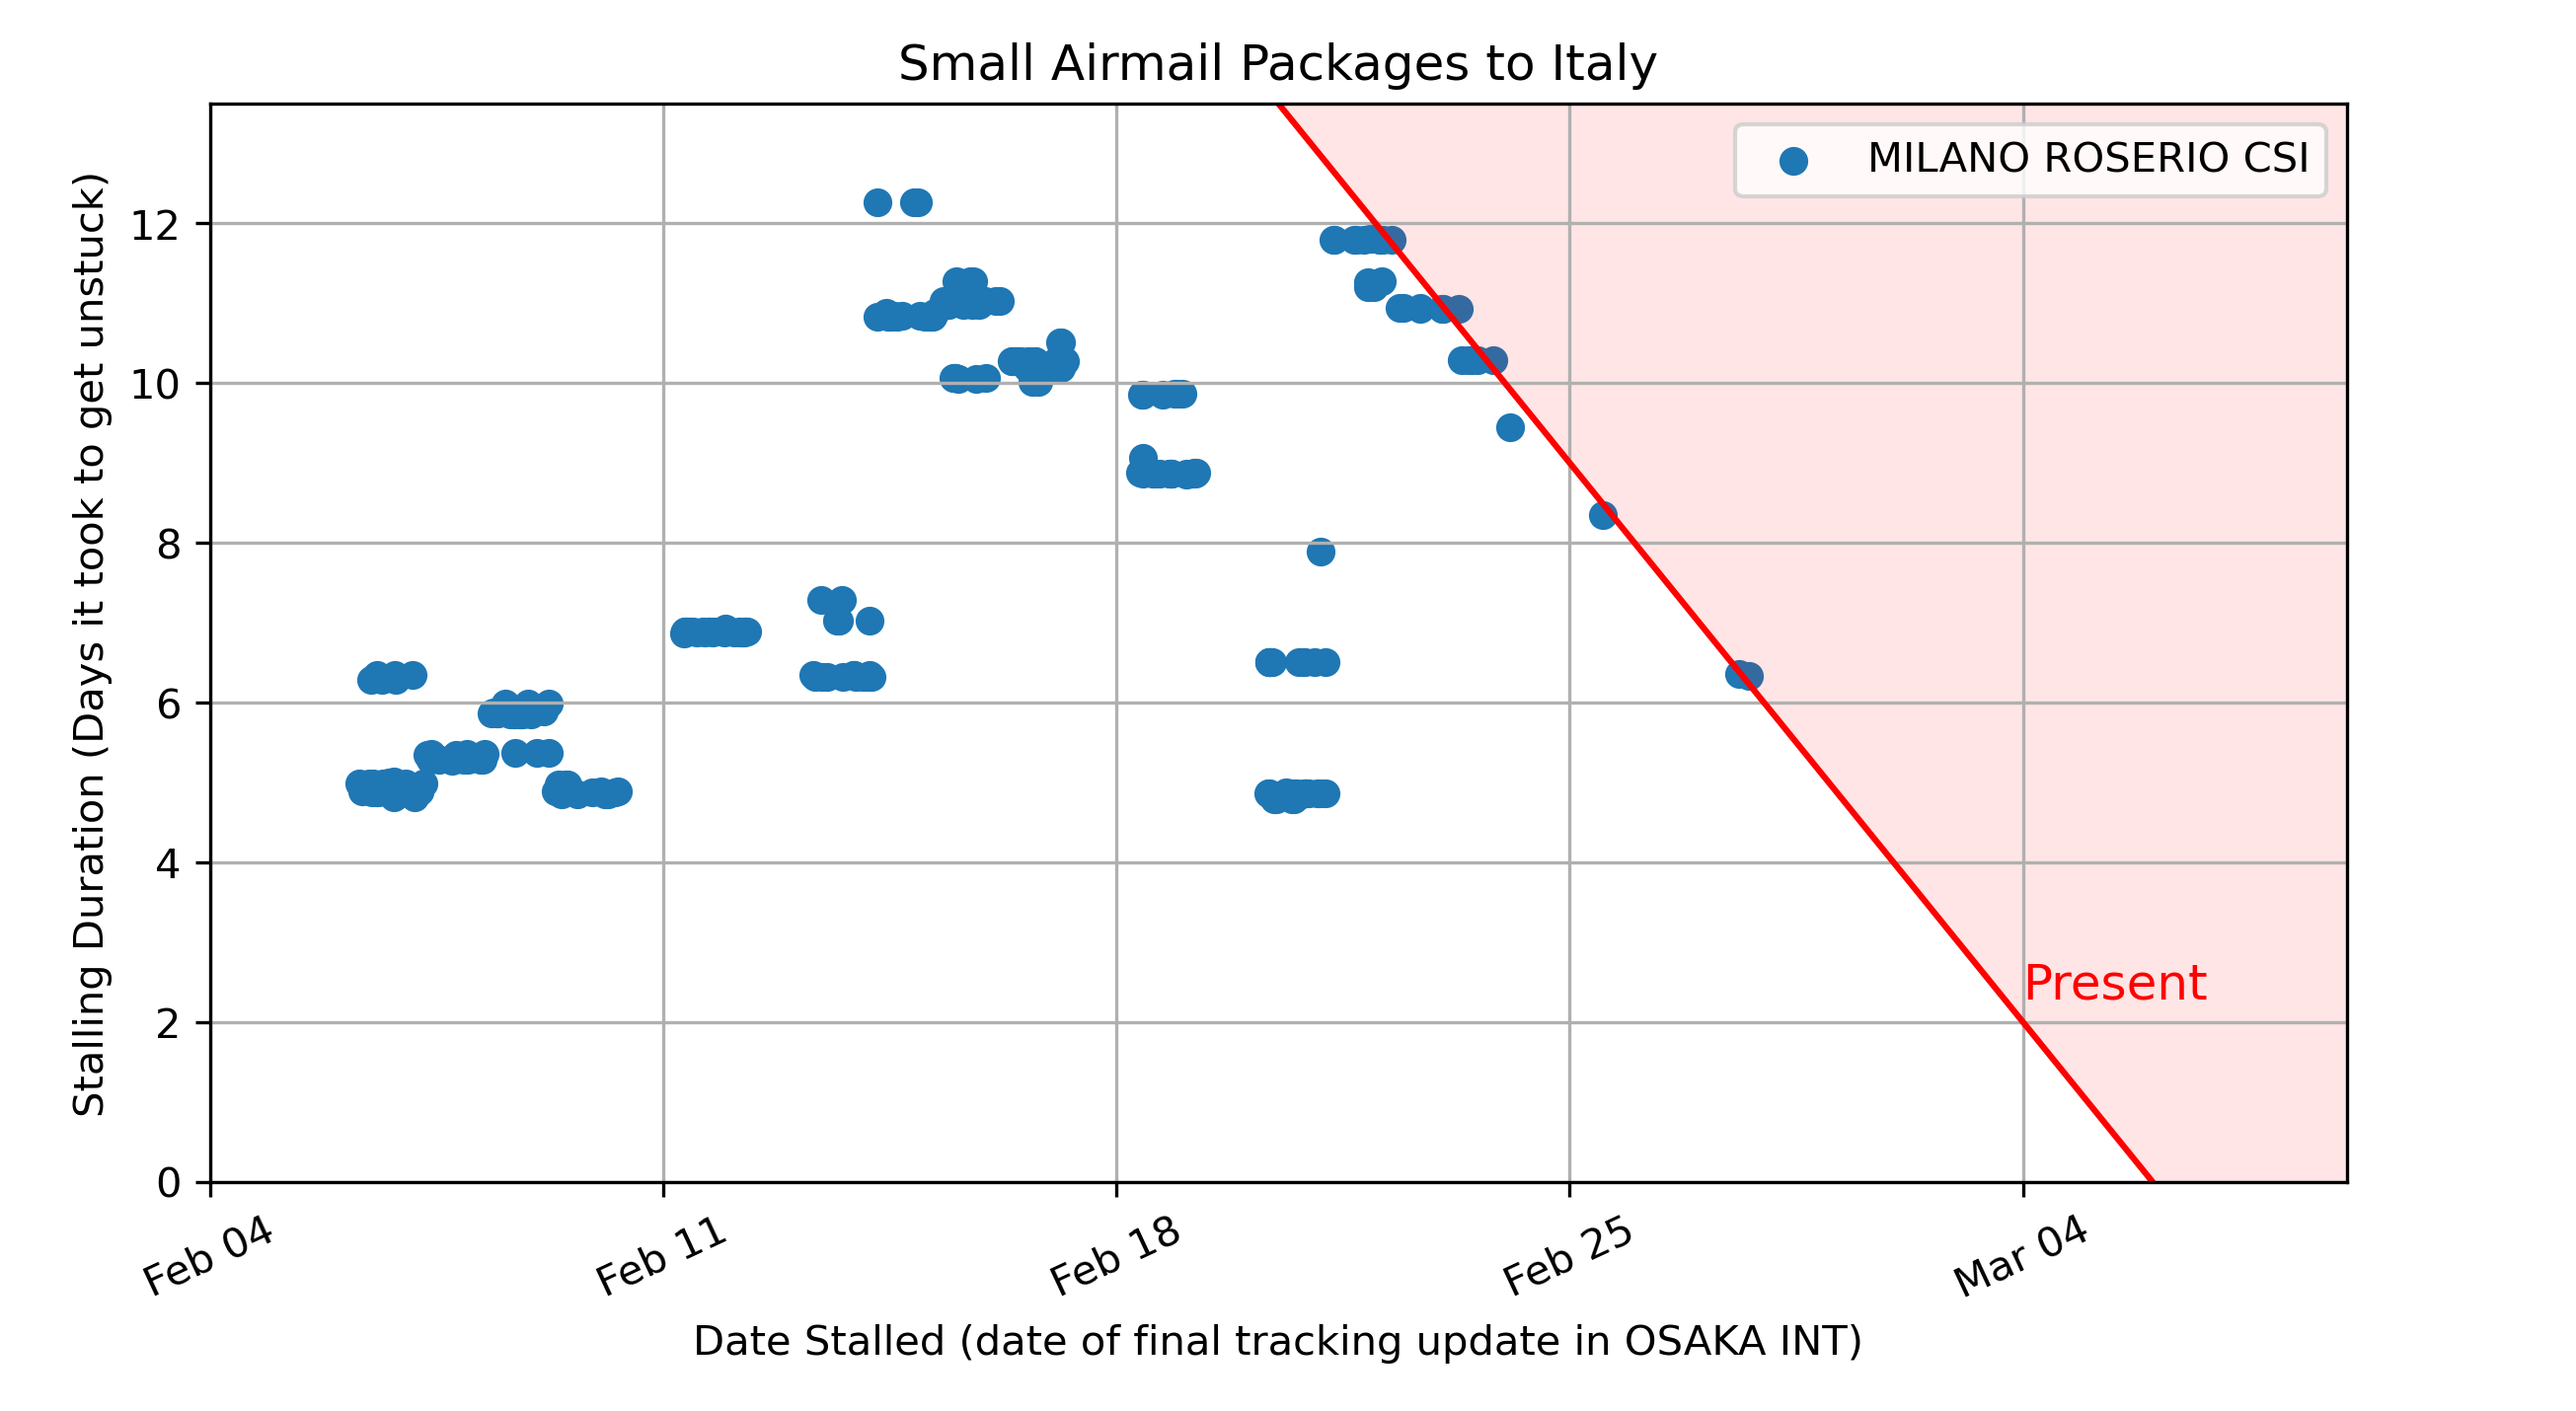 Small Airmail Packages to Italy
MILANO ROSERIO CSI
Stalling Duration (Days it took to get unstuck)
12
10
8
6
4
2
0
Present
Feb 04
Feb 11
Feb 18
Feb 25
Mar 04
Date Stalled (date of final tracking update in OSAKA INT)